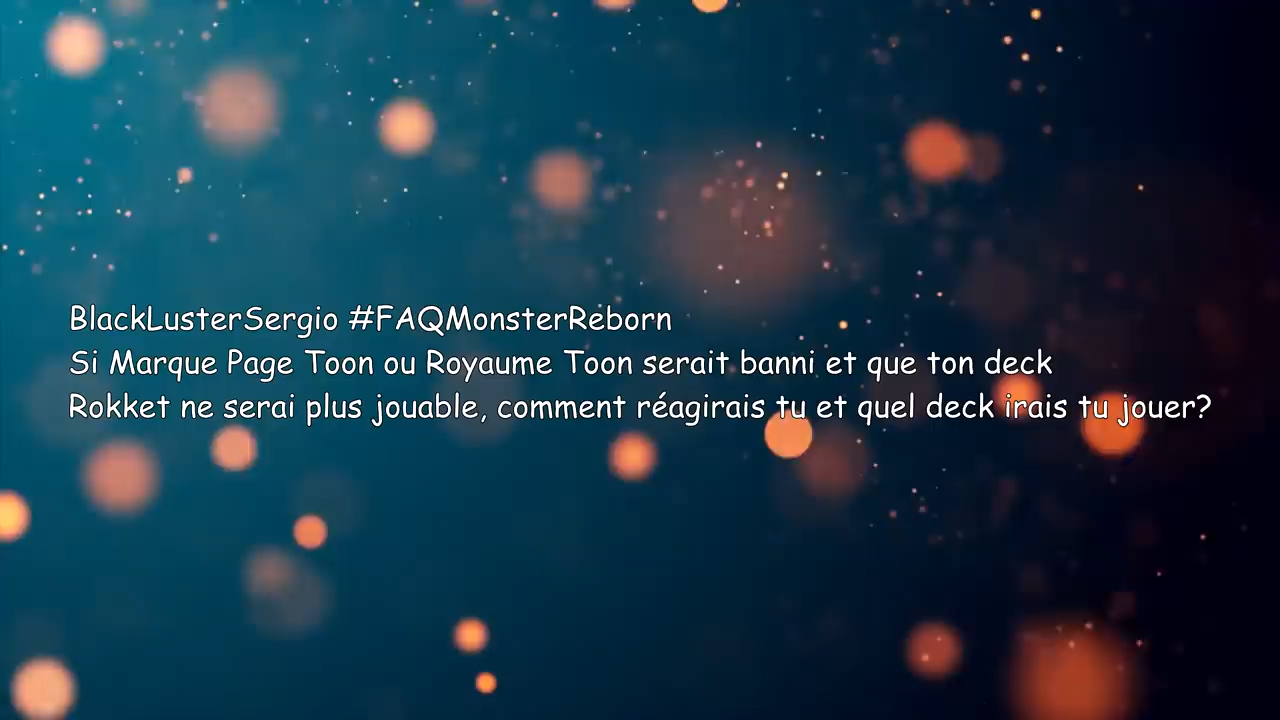 BlackLusterSergio #FAQMonsterReborn
Si Marque Page Toon ou Royaume Toon serait banni et que ton deck
Rokket ne serai plus jouable, comment réagirais tu et quel deck irais tu jouer?